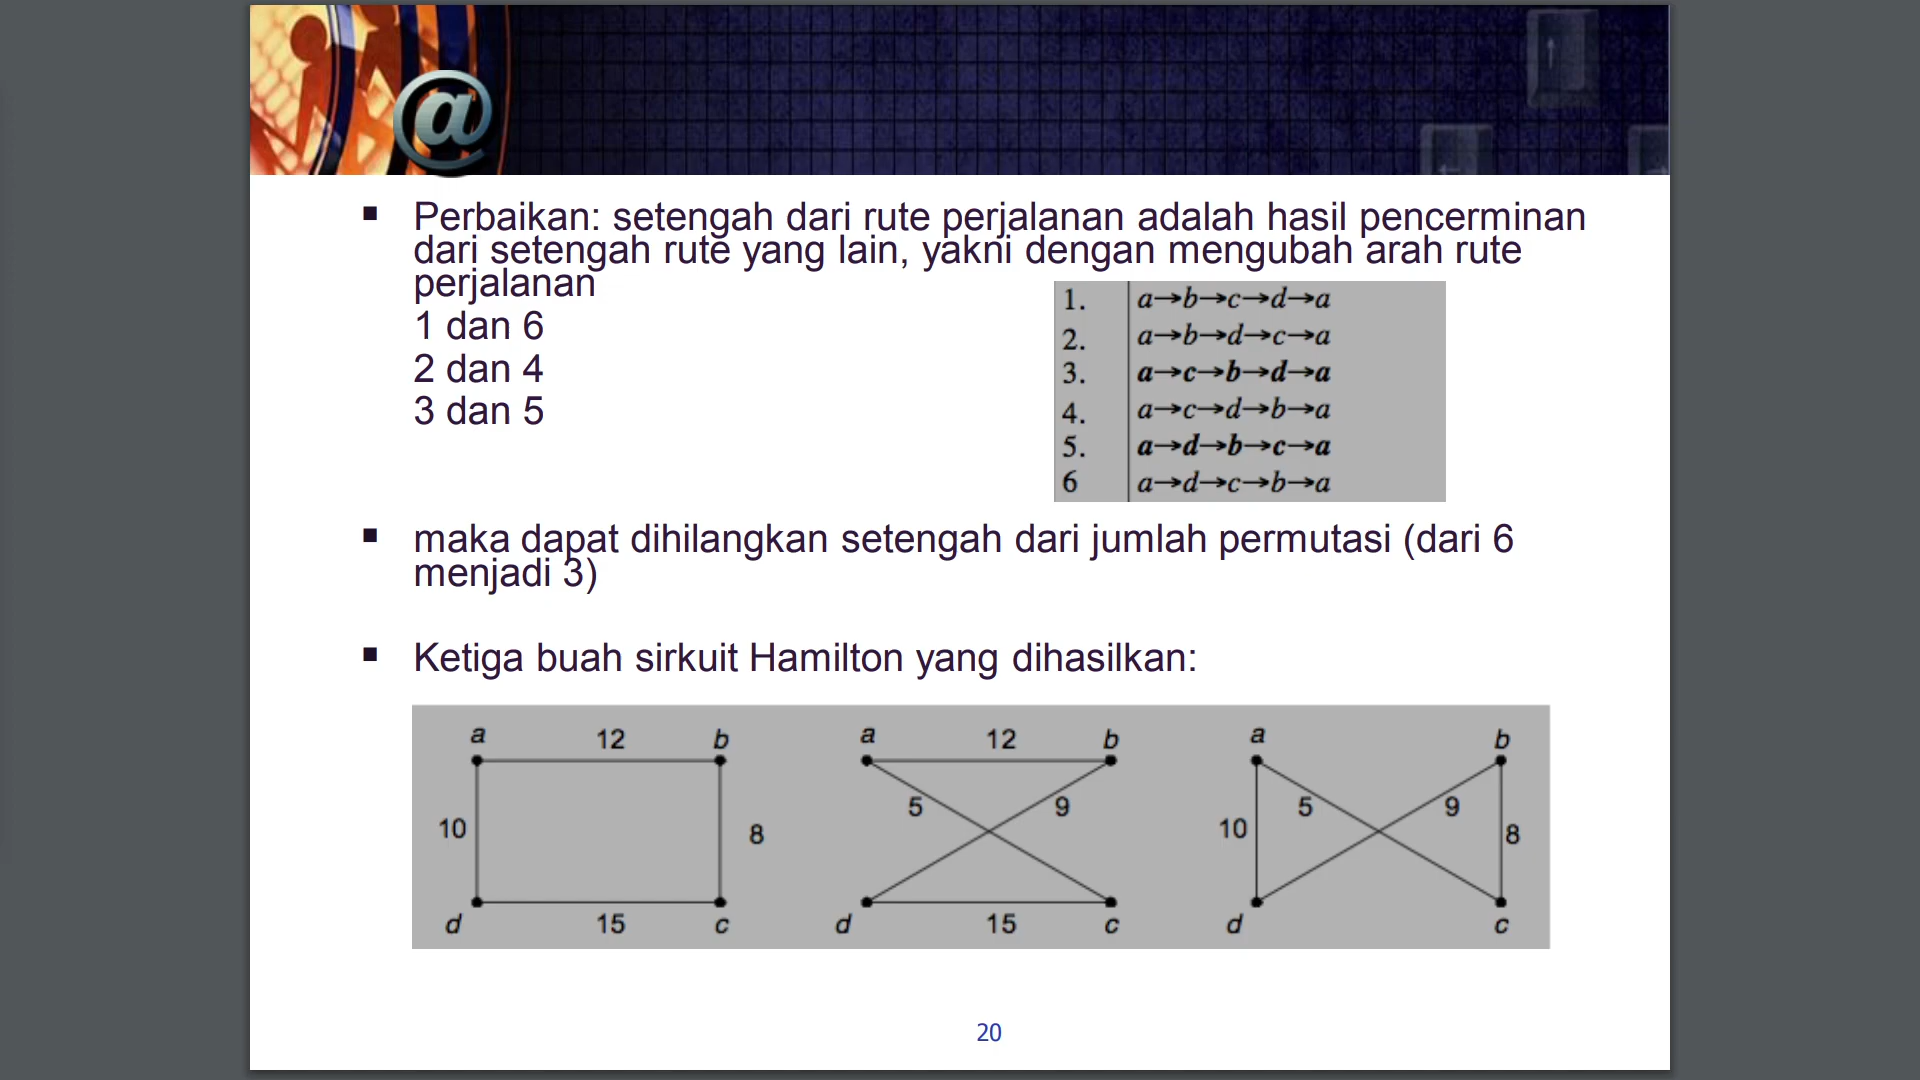 @
Perbaikan: setengah dari rute perjalanan adalah hasil pencerminan
dari setengah rute yang lain, yakni dengan mengubah arah rute
perjalanan
1 dan 6
2 dan 4
3 dan 5
1. a→b→c→d→a
2. a→b→d→c→a
3. a→c→b→d→a
4. a→c→d→b→a
5. a→d→b→c→a
6 a→d→c→b→a
maka dapat dihilangkan setengah dari jumlah permutasi (dari 6
menjadi 3)
Ketiga buah sirkuit Hamilton yang dihasilkan:
a 12 b
10 8
d 15 c
a 12 b
5 9
d 15 c
a b
5 9
10 8
d c
20